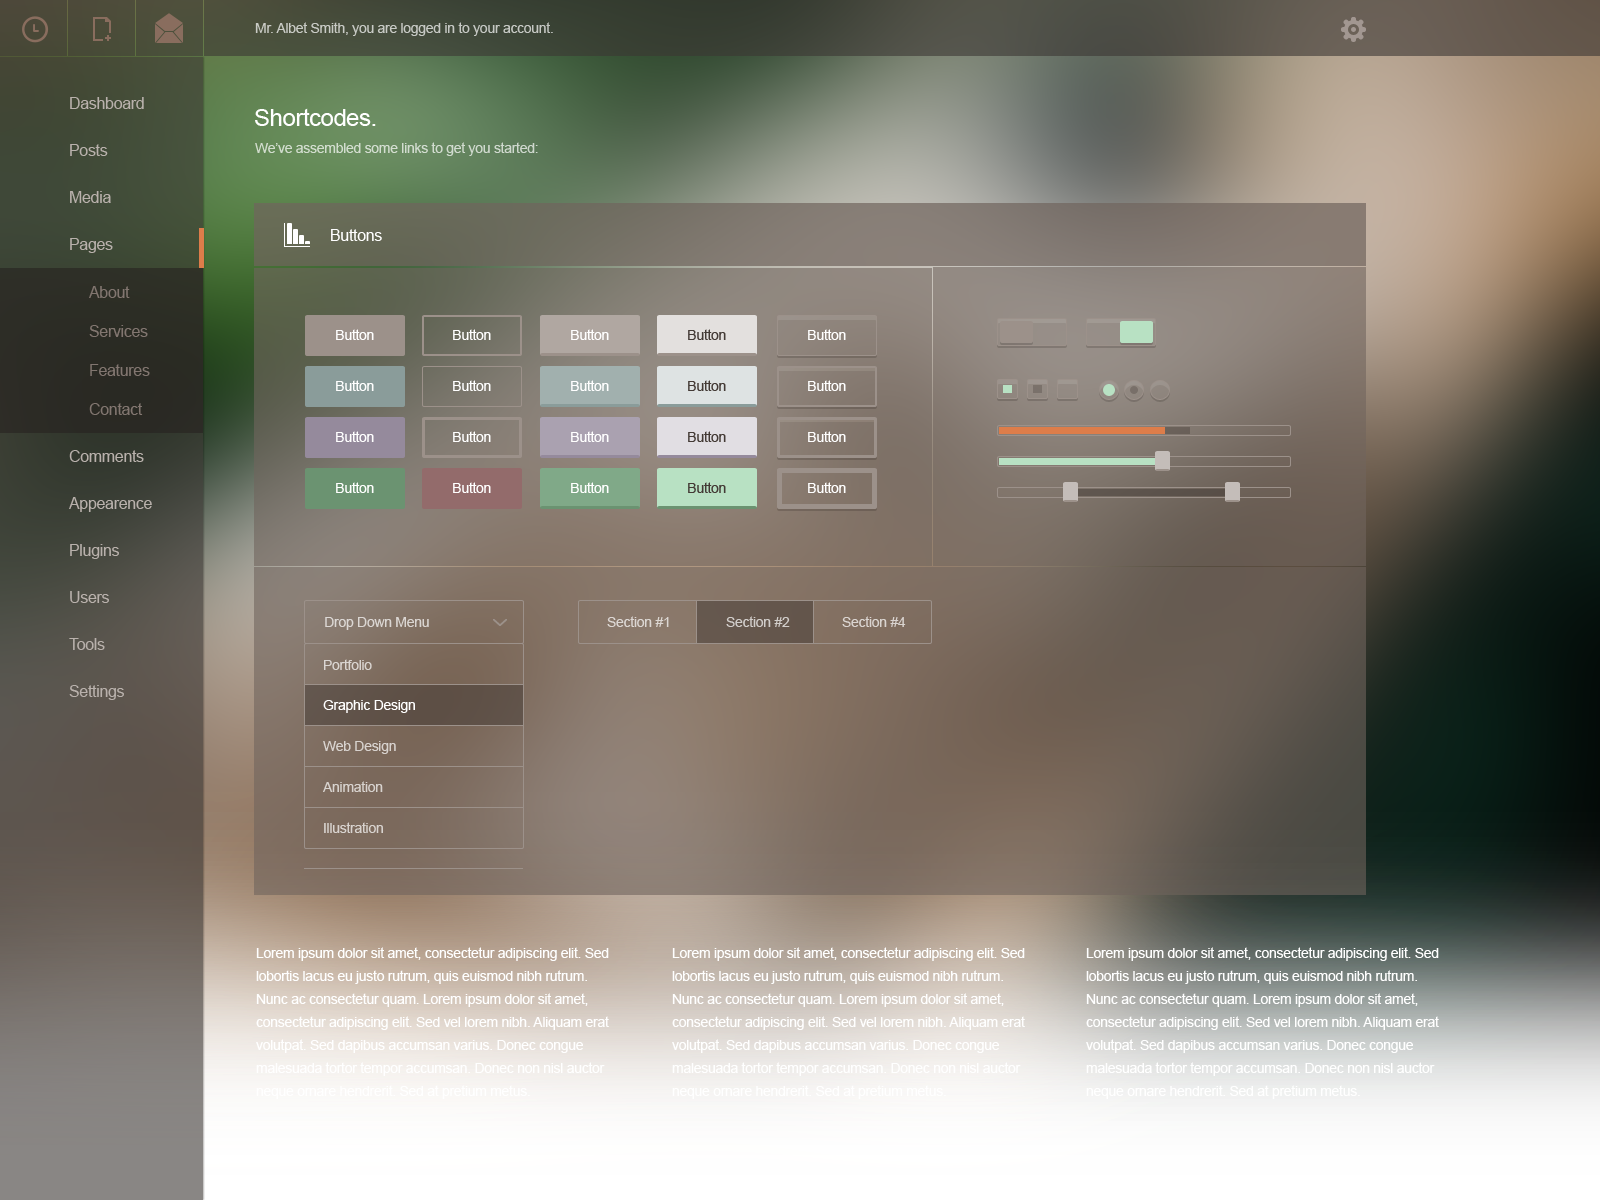 Mr. Albet Smith, you are logged in to your account.
Dashboard
Posts
Media
Pages
About
Services
Features
Contact
Comments
Appearence
Plugins
Users
Tools
Settings
Shortcodes.
We've assembled some links to get you started:
Buttons
Button Button Button Button Button
Button Button Button Button Button
Button Button Button Button Button
Button Button Button Button Button
Drop Down Menu
Portfolio
Graphic Design
Web Design
Animation
Illustration
Section #1 Section #2 Section #4
Lorem ipsum dolor sit amet, consectetur adipiscing elit. Sed
lobortis lacus eu justo rutrum, quis euismod nibh rutrum.
Nunc ac consectetur quam. Lorem ipsum dolor sit amet,
consectetur adipiscing elit. Sed vel lorem nibh. Aliquam erat
volutpat. Sed dapibus accumsan varius. Donec congue
malesuada tortor tempor accumsan. Donec non nisl auctor
neque ornare hendrerit. Sed at pretium metus.
Lorem ipsum dolor sit amet, consectetur adipiscing elit. Sed
lobortis lacus eu justo rutrum, quis euismod nibh rutrum.
Nunc ac consectetur quam. Lorem ipsum dolor sit amet,
consectetur adipiscing elit. Sed vel lorem nibh. Aliquam erat
volutpat. Sed dapibus accumsan varius. Donec congue
malesuada tortor tempor accumsan. Donec non nisl auctor
neque ornare hendrerit. Sed at pretium metus.
Lorem ipsum dolor sit amet, consectetur adipiscing elit. Sed
lobortis lacus eu justo rutrum, quis euismod nibh rutrum.
Nunc ac consectetur quam. Lorem ipsum dolor sit amet,
consectetur adipiscing elit. Sed vel lorem nibh. Aliquam erat
volutpat. Sed dapibus accumsan varius. Donec congue
malesuada tortor tempor accumsan. Donec non nisl auctor
neque ornare hendrerit. Sed at pretium metus.